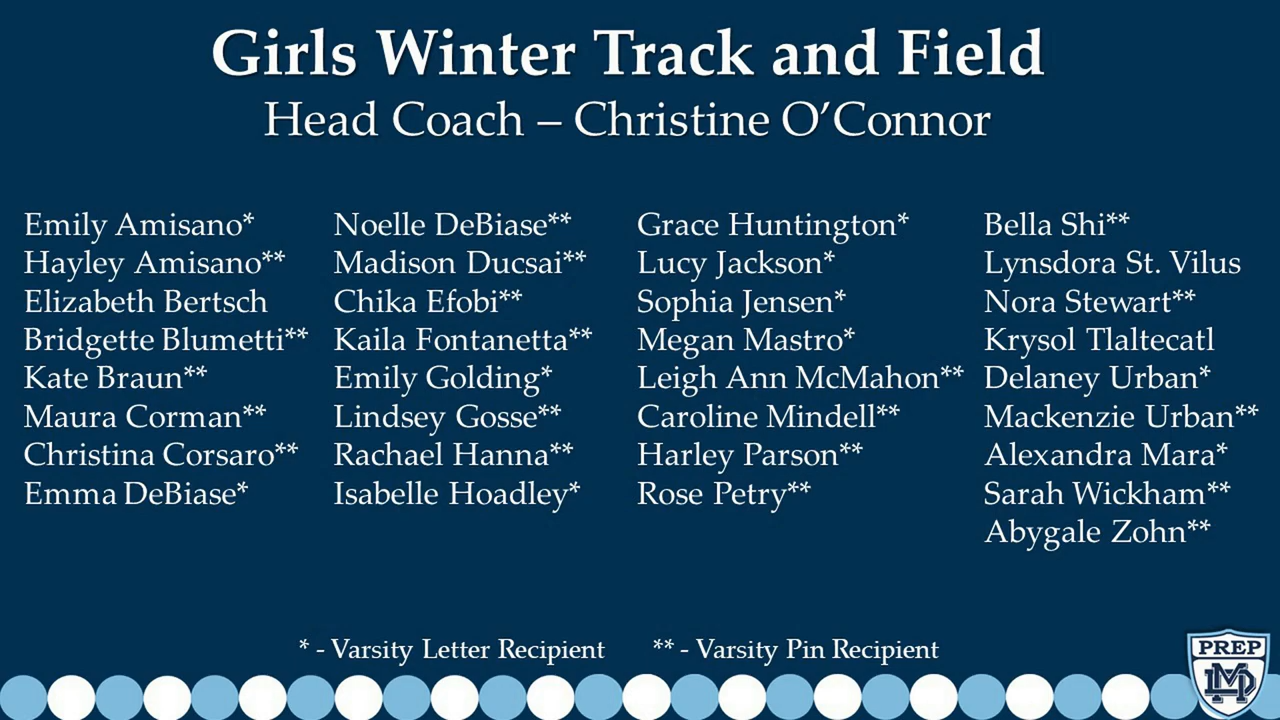 Girls Winter Track and Field
Head Coach – Christine O’Connor
Emily Amisano*
Hayley Amisano**
Elizabeth Bertsch
Bridgette Blumetti**
Kate Braun**
Maura Corman**
Christina Corsaro**
Emma DeBiase*
Noelle DeBiase**
Madison Ducsai**
Chika Efobi**
Kaila Fontanetta**
Emily Golding*
Lindsey Gosse**
Rachael Hanna**
Isabelle Hoadley*
Grace Huntington*
Lucy Jackson*
Sophia Jensen*
Megan Mastro*
Leigh Ann McMahon**
Caroline Mindell**
Harley Parson**
Rose Petry**
Bella Shi**
Lynsdora St. Vilus
Nora Stewart**
Krysol Tlaltecatl
Delaney Urban*
Mackenzie Urban**
Alexandra Mara*
Sarah Wickham**
Abygale Zohn**
* - Varsity Letter Recipient
** - Varsity Pin Recipient
PREP
MDP